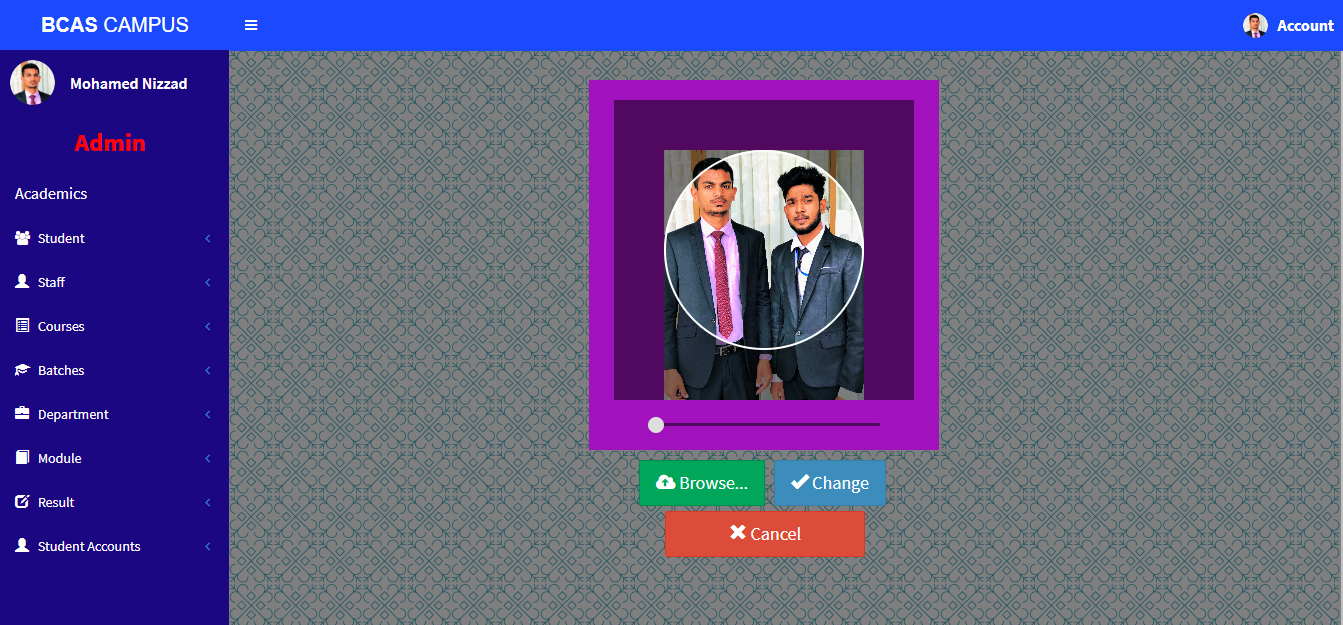 BCAS CAMPUS
Account
Mohamed Nizzad
Admin
Academics
Student
Staff
Courses
Batches
Department
Module
Result
Student Accounts
Browse...
Change
Cancel